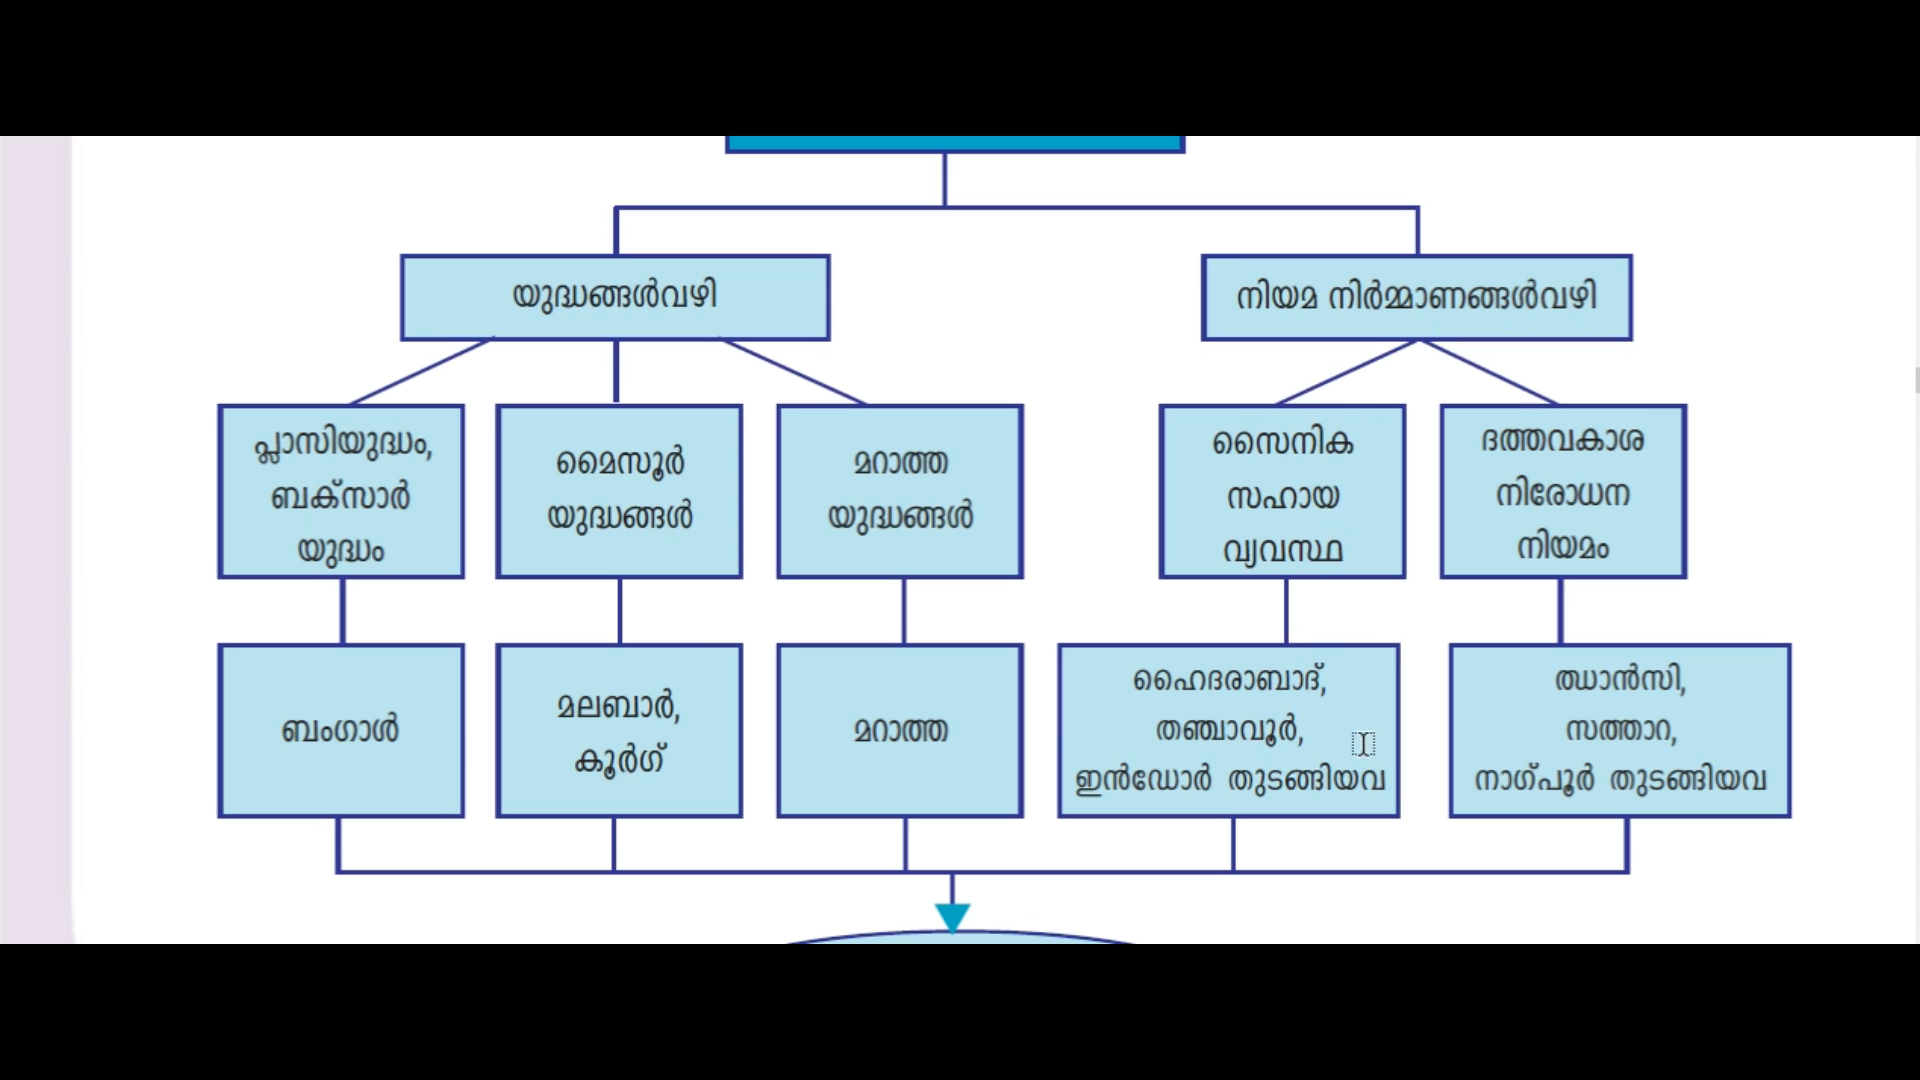 യുദ്ധങ്ങൾവഴി
നിയമ നിർമ്മാണങ്ങൾവഴി
പ്ലാസിയുദ്ധം,
ബക്സാർ
യുദ്ധം
മൈസൂർ
യുദ്ധങ്ങൾ
മറാത്ത
യുദ്ധങ്ങൾ
സൈനിക
സഹായ
വ്യവസ്ഥ
ദത്തവകാശ
നിരോധന
നിയമം
ബംഗാൾ
മലബാർ,
കൂർഗ്
മറാത്ത
ഹൈദരാബാദ്,
തഞ്ചാവൂർ,
ഇൻഡോർ തുടങ്ങിയവ
ഝാൻസി,
സത്താറ,
നാഗ്പൂർ തുടങ്ങിയവ